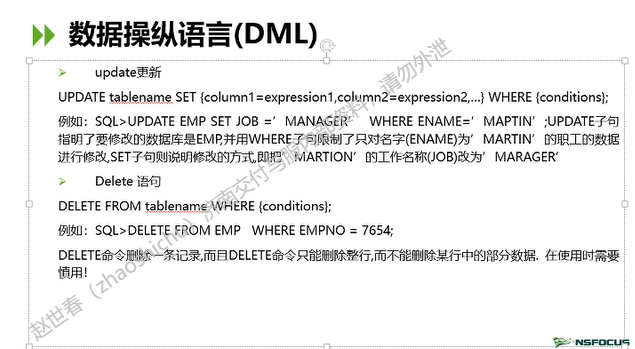 数据操纵语言(DML)
update更新
UPDATE tablename SET {column1=expression1,column2=expression2,…} WHERE {conditions};
例如：SQL>UPDATE EMP SET JOB =’MANAGER’ WHERE ENAME=’MAPTIN’;UPDATE子句
指明了要修改的数据库是EMP,并用WHERE子句限制了只对名字(ENAME)为’MARTIN’的职工的数据
进行修改,SET子句则说明修改的方式,即把’MARTION’的工作名称(JOB)改为’MARAGER’
Delete 语句
DELETE FROM tablename WHERE {conditions};
例如：SQL>DELETE FROM EMP WHERE EMPNO = 7654;
DELETE命令删除一条记录,而且DELETE命令只能删除整行,而不能删除某行中的部分数据. 在使用时需要
慎用！
赵世春（zhaoshichun）济南交付与服内部资料，请勿外泄
NSFOCUS